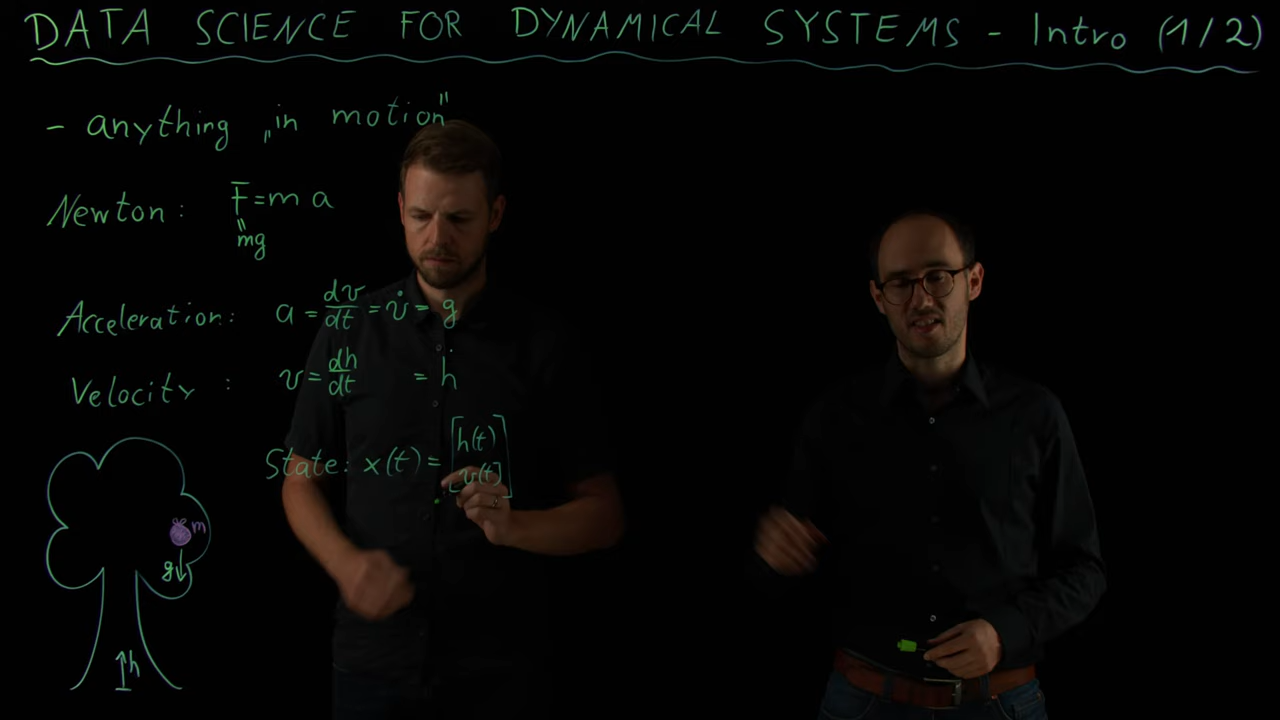 DATA SCIENCE FOR DYNAMICAL SYSTEMS - Intro (1/2)
- anything „in motion"
Newton: F = m a
"
mg
Acceleration: a = dv/dt = v̇ = g
Velocity: v = dh/dt = ḣ
State: x(t) = [h(t)
v(t)]
m
g↓
↑h